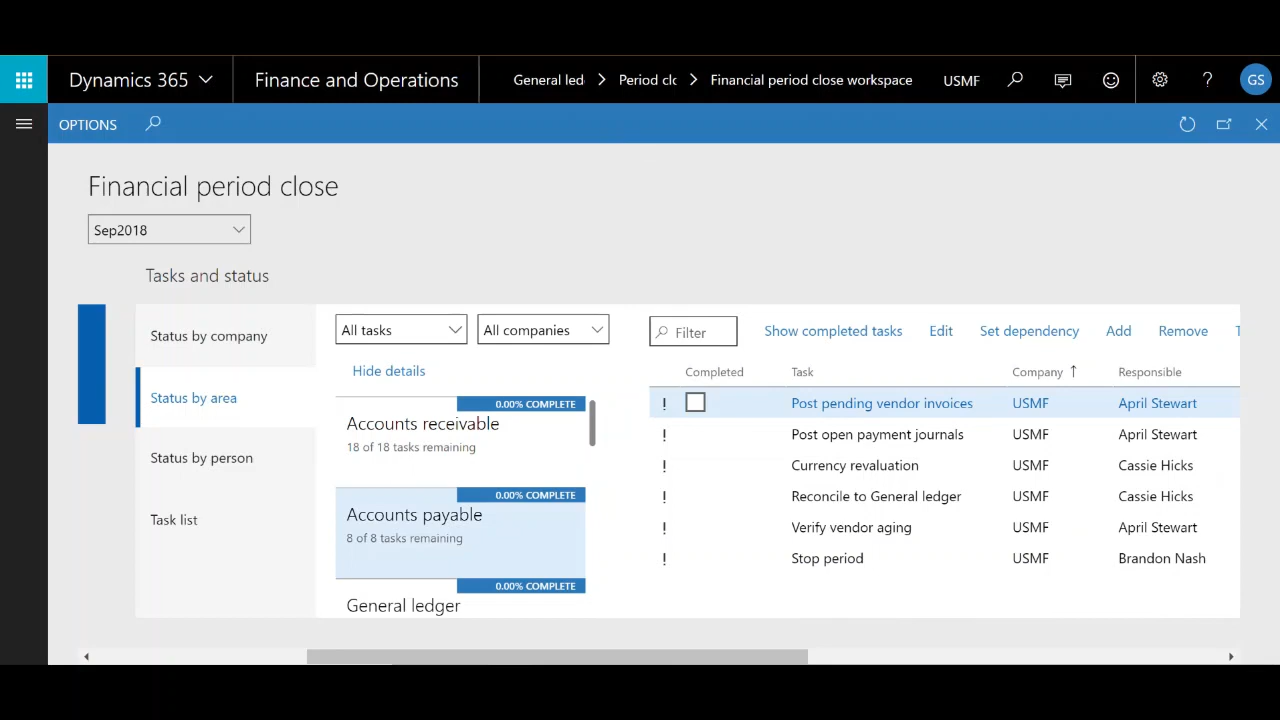 Dynamics 365 Finance and Operations General led Period clc Financial period close workspace USMF ? GS
OPTIONS
Financial period close
Sep2018
Tasks and status
Status by company
Status by area
Status by person
Task list
All tasks All companies
Hide details
0.00% COMPLETE
Accounts receivable
18 of 18 tasks remaining
0.00% COMPLETE
Accounts payable
8 of 8 tasks remaining
0.00% COMPLETE
General ledger
Filter Show completed tasks Edit Set dependency Add Remove
Completed Task Company ↑ Responsible
! Post pending vendor invoices USMF April Stewart
! Post open payment journals USMF April Stewart
! Currency revaluation USMF Cassie Hicks
! Reconcile to General ledger USMF Cassie Hicks
! Verify vendor aging USMF April Stewart
! Stop period USMF Brandon Nash